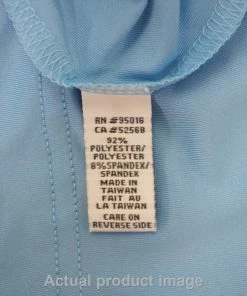 RN #95016
CA #52568
92%
POLYESTER/
POLYESTER
8%SPANDEX/
SPANDEX
MADE IN
TAIWAN
FAIT AU
LA TAIWAN
CARE ON
REVERSE SIDE
Actual product image